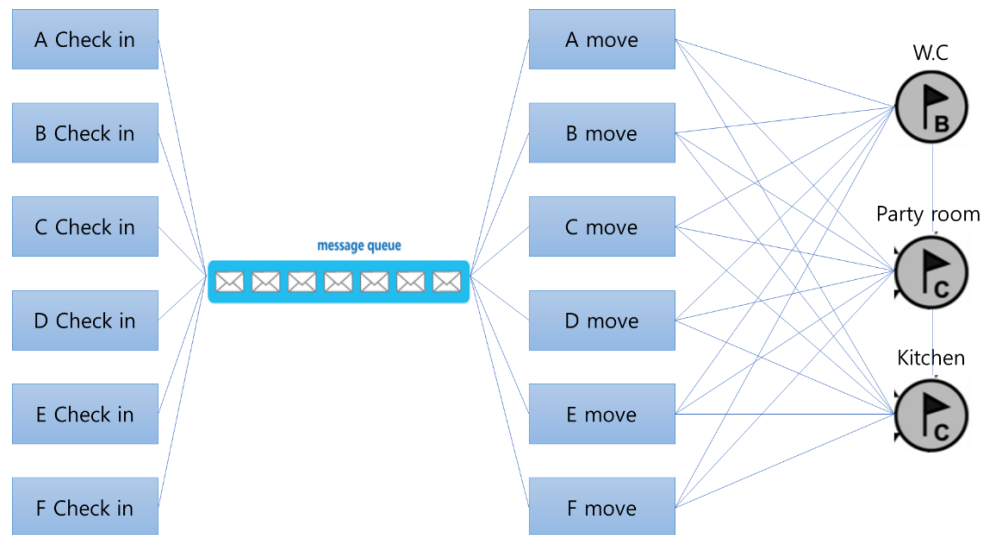 A Check in
B Check in
C Check in
D Check in
E Check in
F Check in
message queue
A move
B move
C move
D move
E move
F move
W.C
B
Party room
C
Kitchen
C